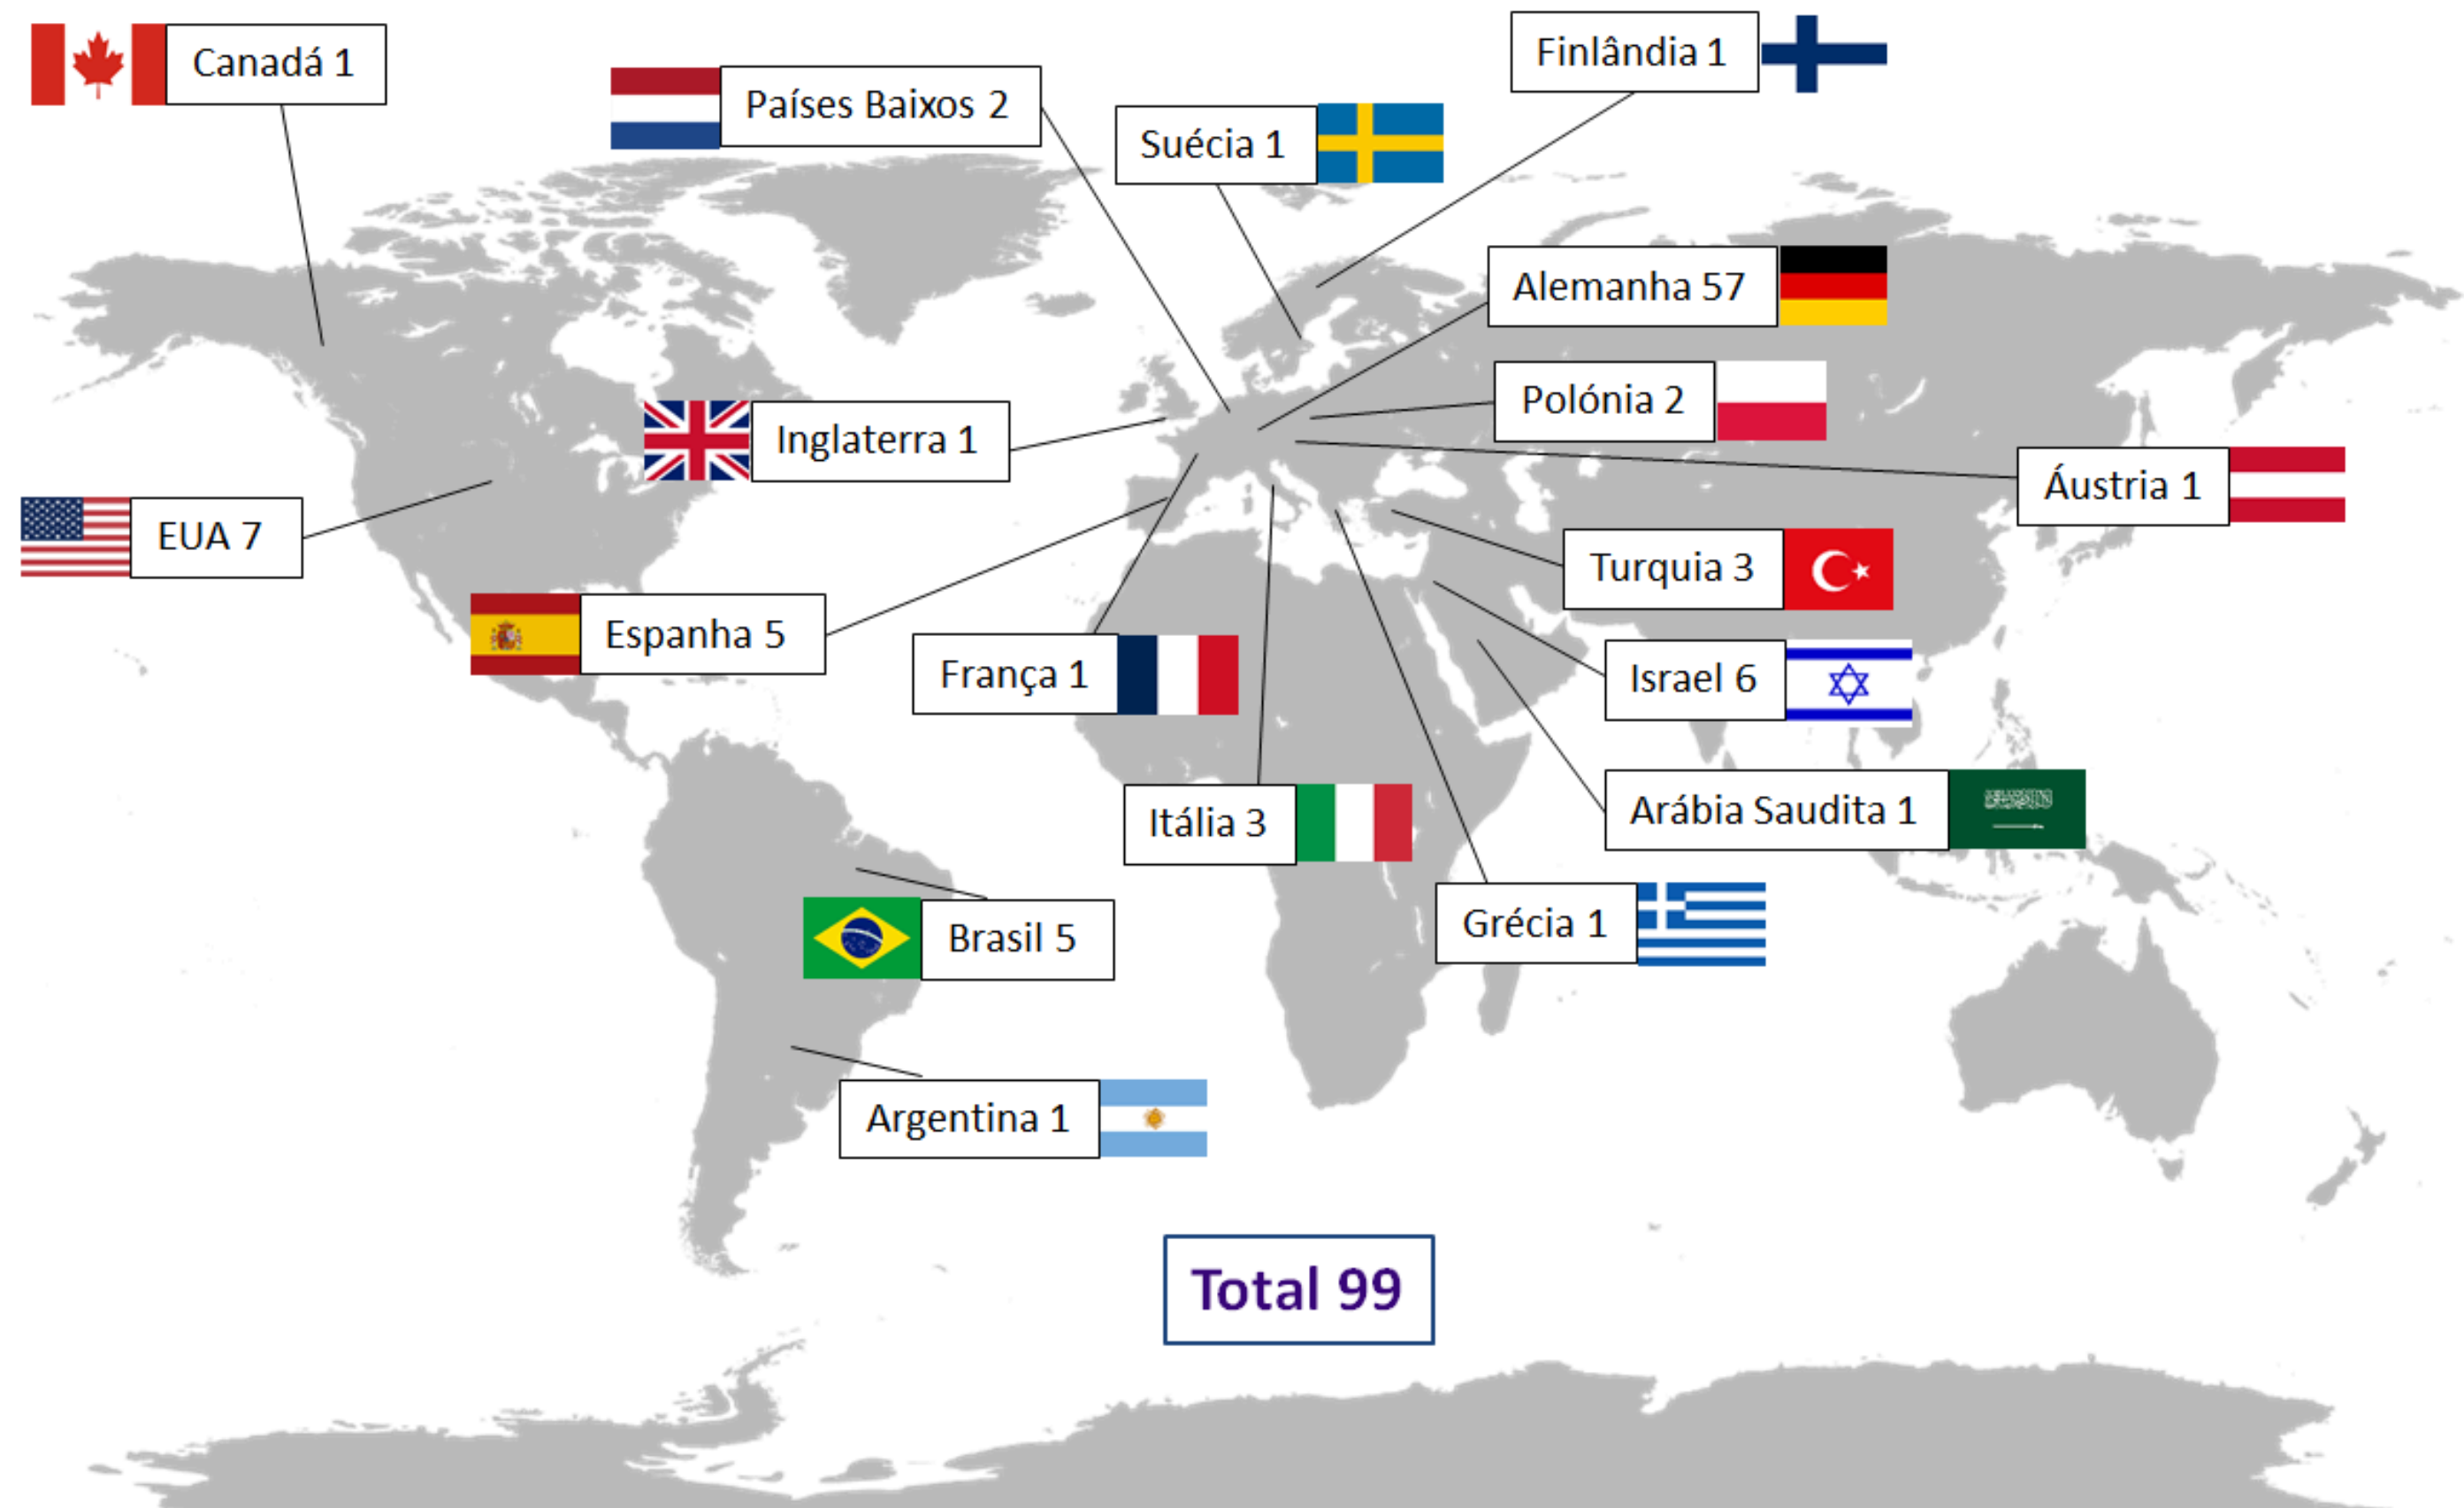 Canadá 1
Finlândia 1
Países Baixos 2
Suécia 1
Alemanha 57
Polónia 2
Inglaterra 1
Áustria 1
EUA 7
Turquia 3
Espanha 5
França 1
Israel 6
Itália 3
Arábia Saudita 1
Grécia 1
Brasil 5
Argentina 1
Total 99